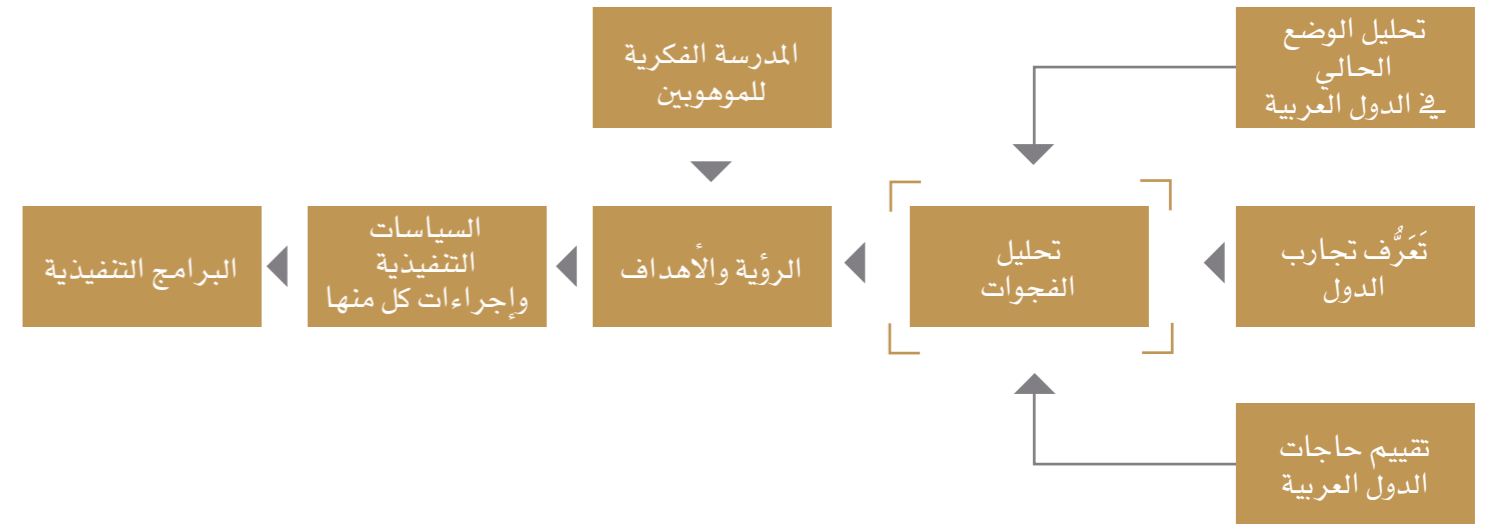 تحليل الوضع
الحالي
في الدول العربية
المدرسة الفكرية
للموهوبين
تَعَرُّف تجارب
الدول
تحليل
الفجوات
الرؤية والأهداف
السياسات
التنفيذية
وإجراءات كل منها
البرامج التنفيذية
تقييم حاجات
الدول العربية